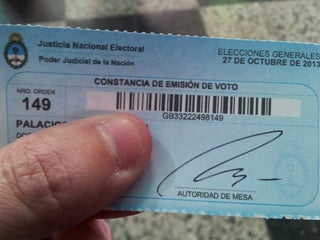 Justicia Nacional Electoral
Poder Judicial de la Nación
ELECCIONES GENERALES
27 DE OCTUBRE DE 2013
CONSTANCIA DE EMISIÓN DE VOTO
NRO. ORDEN
149
GB33222498149
PALACIO
DO
AUTORIDAD DE MESA